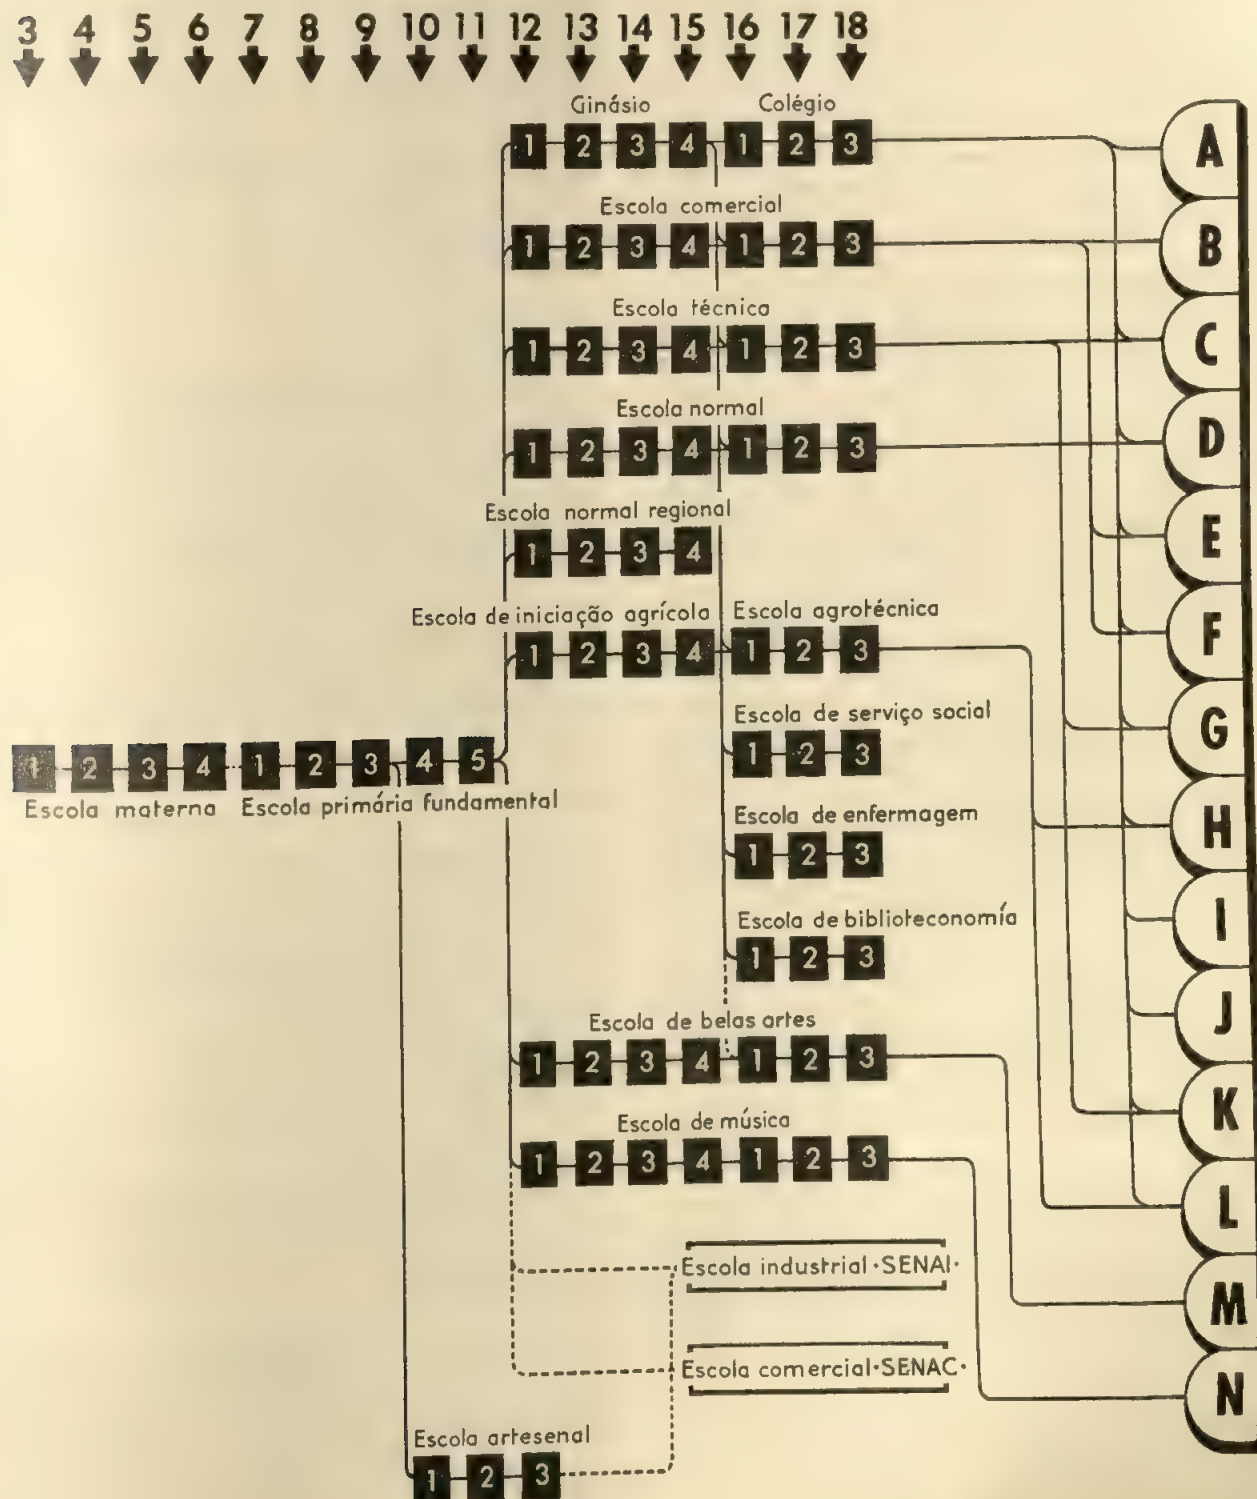 3 4 5 6 7 8 9 10 11 12 13 14 15 16 17 18
Ginásio Colégio
1 2 3 4 1 2 3
A
Escola comercial
1 2 3 4 1 2 3
B
Escola técnica
1 2 3 4 1 2 3
C
Escola normal
1 2 3 4 1 2 3
D
Escola normal regional
1 2 3 4
E
Escola de iniciação agrícola Escola agrotécnica
1 2 3 4 1 2 3
F
Escola de serviço social
1 2 3
G
1 2 3 4 1 2 3 4 5
Escola materna Escola primária fundamental
Escola de enfermagem
1 2 3
H
Escola de biblioteconomía
1 2 3
I
Escola de belas artes
1 2 3 4 1 2 3
J
Escola de música
1 2 3 4 1 2 3
K
L
Escola industrial·SENAI·
M
Escola comercial·SENAC·
N
Escola artesenal
1 2 3